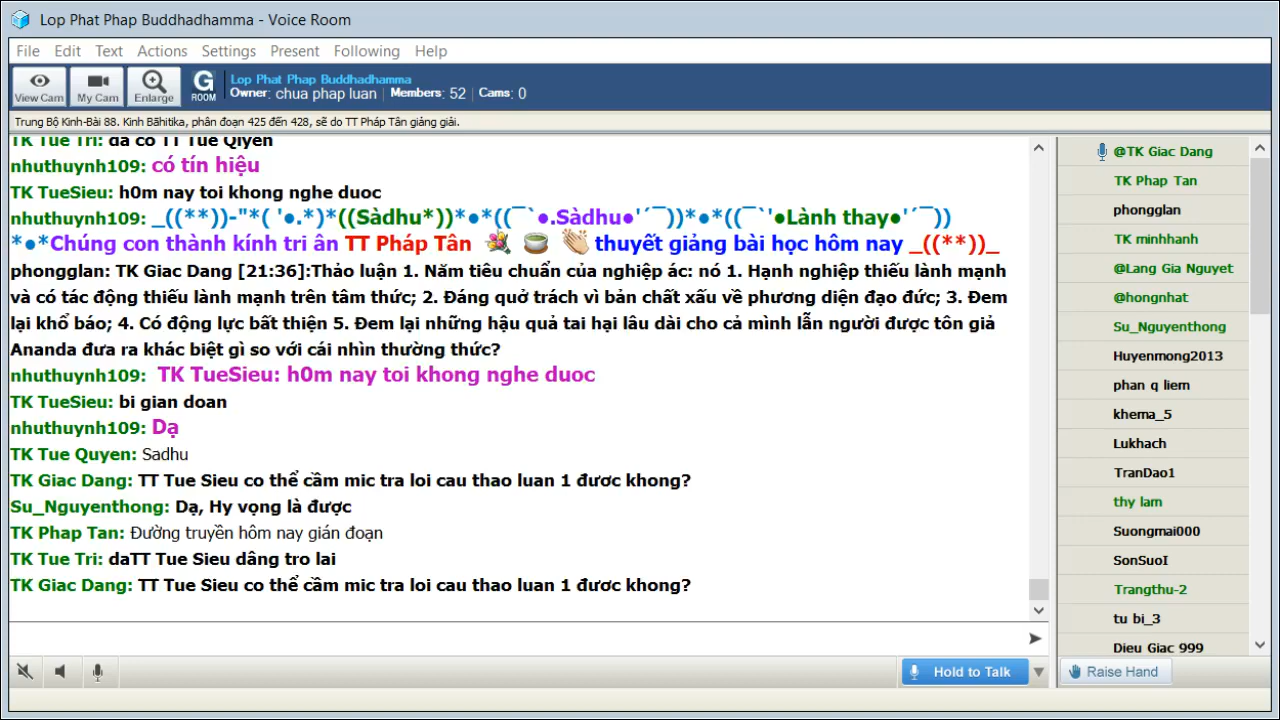 Lop Phat Phap Buddhadhamma - Voice Room
File Edit Text Actions Settings Present Following Help
View Cam My Cam Enlarge G ROOM
Lop Phat Phap Buddhadhamma
Owner: chua phap luan | Members: 52 | Cams: 0
Trung Bộ Kinh-Bài 88. Kinh Bāhitika, phân đoạn 425 đến 428, sẽ do TT Pháp Tân giảng giải.
TK Tue Tri: da co TT Tue Qiyen
nhuthuynh109: có tín hiệu
TK TueSieu: h0m nay toi khong nghe duoc
nhuthuynh109: _((**))-"*( '●.*)*((Sàdhu*))*●*((¯`●.Sàdhu●'´¯))*●*((¯`'●Lành thay●'´¯))
*●*Chúng con thành kính tri ân TT Pháp Tân 💐 🍵 👏 thuyết giảng bài học hôm nay _((**))_
phongglan: TK Giac Dang [21:36]:Thảo luận 1. Năm tiêu chuẩn của nghiệp ác: nó 1. Hạnh nghiệp thiếu lành mạnh
và có tác động thiếu lành mạnh trên tâm thức; 2. Đáng quở trách vì bản chất xấu về phương diện đạo đức; 3. Đem
lại khổ báo; 4. Có động lực bất thiện 5. Đem lại những hậu quả tai hại lâu dài cho cả mình lẫn người được tôn giả
Ananda đưa ra khác biệt gì so với cái nhìn thường thức?
nhuthuynh109: TK TueSieu: h0m nay toi khong nghe duoc
TK TueSieu: bi gian doan
nhuthuynh109: Dạ
TK Tue Quyen: Sadhu
TK Giac Dang: TT Tue Sieu co thể cầm mic tra loi cau thao luan 1 đươc khong?
Su_Nguyenthong: Dạ, Hy vọng là được
TK Phap Tan: Đường truyền hôm nay gián đoạn
TK Tue Tri: daTT Tue Sieu dâng tro lai
TK Giac Dang: TT Tue Sieu co thể cầm mic tra loi cau thao luan 1 đươc khong?
@TK Giac Dang
TK Phap Tan
phongglan
TK minhhanh
@Lang Gia Nguyet
@hongnhat
Su_Nguyenthong
Huyenmong2013
phan q liem
khema_5
Lukhach
TranDao1
thy lam
Suongmai000
SonSuoI
Trangthu-2
tu bi_3
Dieu Giac 999
Hold to Talk
Raise Hand